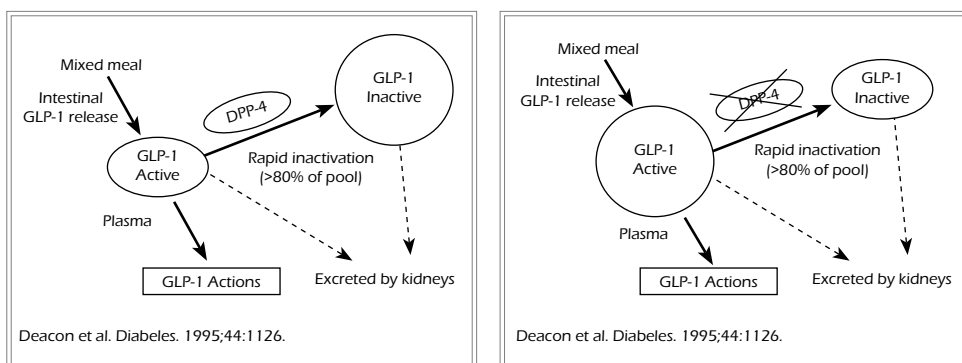 Mixed meal
Intestinal
GLP-1 release
DPP-4
GLP-1
Inactive
GLP-1
Active
Rapid inactivation
(>80% of pool)
Plasma
GLP-1 Actions
Excreted by kidneys
Deacon et al. Diabeles. 1995;44:1126.
Mixed meal
Intestinal
GLP-1 release
DPP-4
GLP-1
Inactive
GLP-1
Active
Rapid inactivation
(>80% of pool)
Plasma
GLP-1 Actions
Excreted by kidneys
Deacon et al. Diabeles. 1995;44:1126.